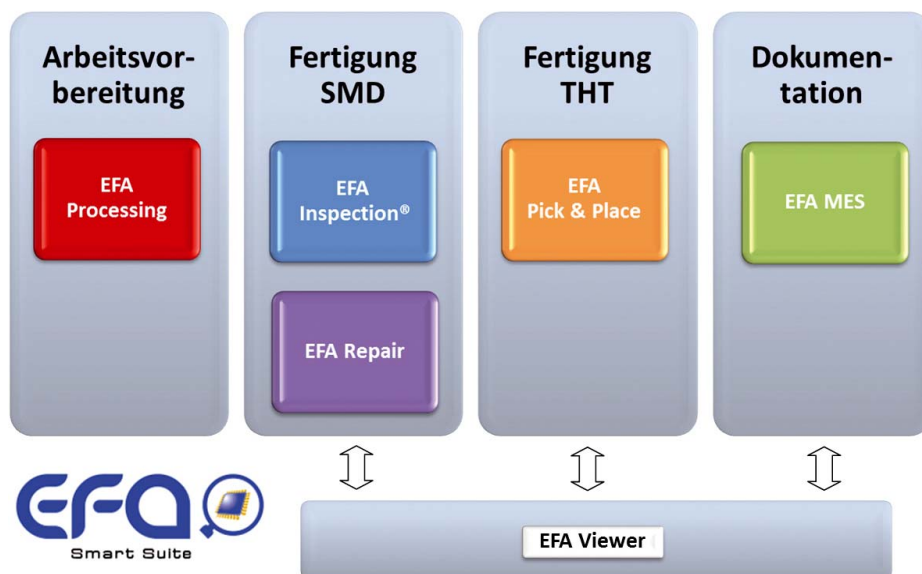 Arbeitsvor-
bereitung
EFA
Processing
Fertigung
SMD
EFA
Inspection®
EFA Repair
Fertigung
THT
EFA
Pick & Place
Dokumen-
tation
EFA MES
EFA
Smart Suite
EFA Viewer